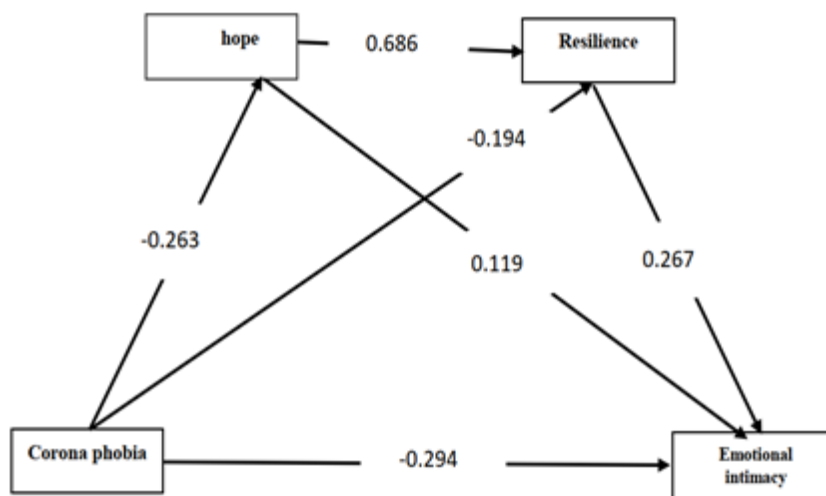 hope
0.686
Resilience
-0.194
-0.263
0.119
0.267
Corona phobia
-0.294
Emotional
intimacy